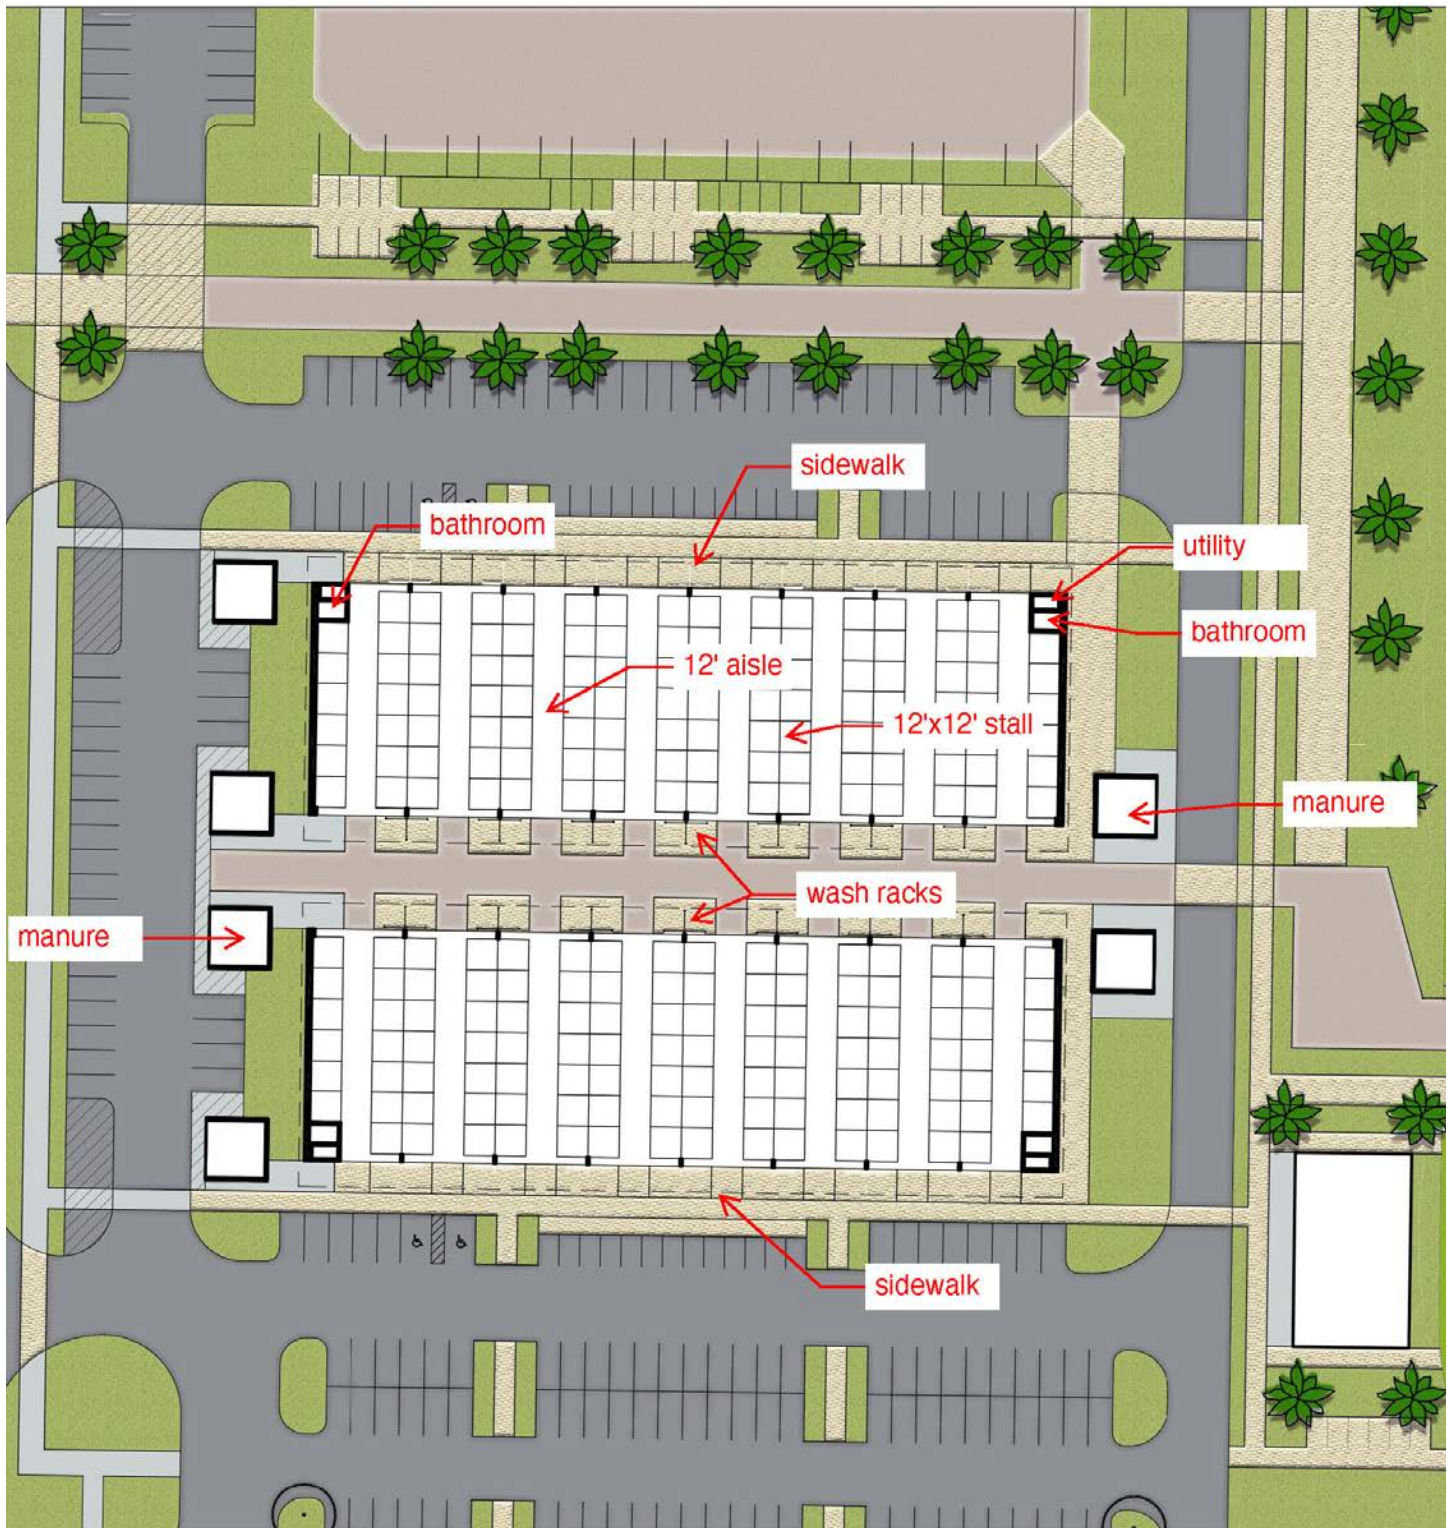 sidewalk
bathroom
utility
bathroom
12' aisle
12'x12' stall
manure
wash racks
manure
sidewalk